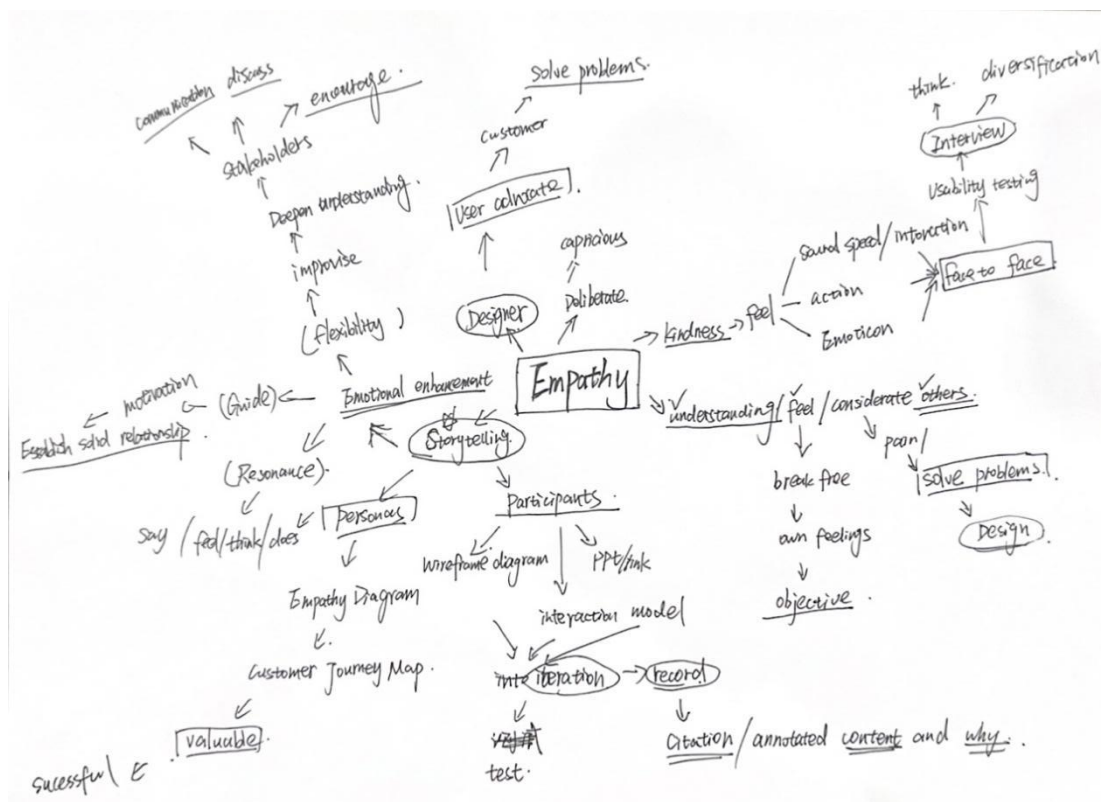 communication discuss
encourage.
Stakeholders
Deepen understanding.
improvise
(flexibility)
Emotional enhancement
(Guide)
motivation
Establish solid relationship.
(Resonance).
Say / feel/think/does
solve problems.
customer
User advocate
Designer
capricious
Deliberate.
Empathy
kindness
feel
sound speed/interaction
action
Emoticon
face to face
Usability testing
Interview
think.
diversification
understanding/feel/considerate others.
break free
own feelings
objective.
pain/
solve problems.
Design
Storytelling
Personas
Empathy Diagram
Customer Journey Map.
valuable.
sucessful
Participants.
wireframe diagram
PPT/
interaction model
iteration
record
test.
Citation/annotated content and why.